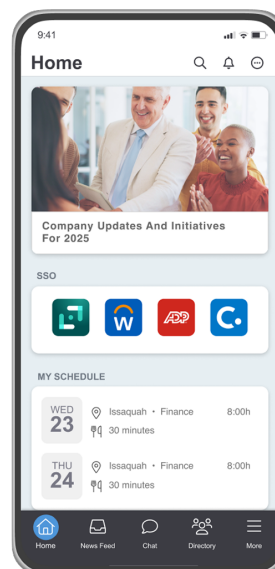 9:41
Home
Company Updates And Initiatives
For 2025
SSO
W
ADP
C.
MY SCHEDULE
WED
23
Issaquah • Finance
8:00h
30 minutes
THU
24
Issaquah • Finance
8:00h
30 minutes
Home
News Feed
Chat
Directory
More